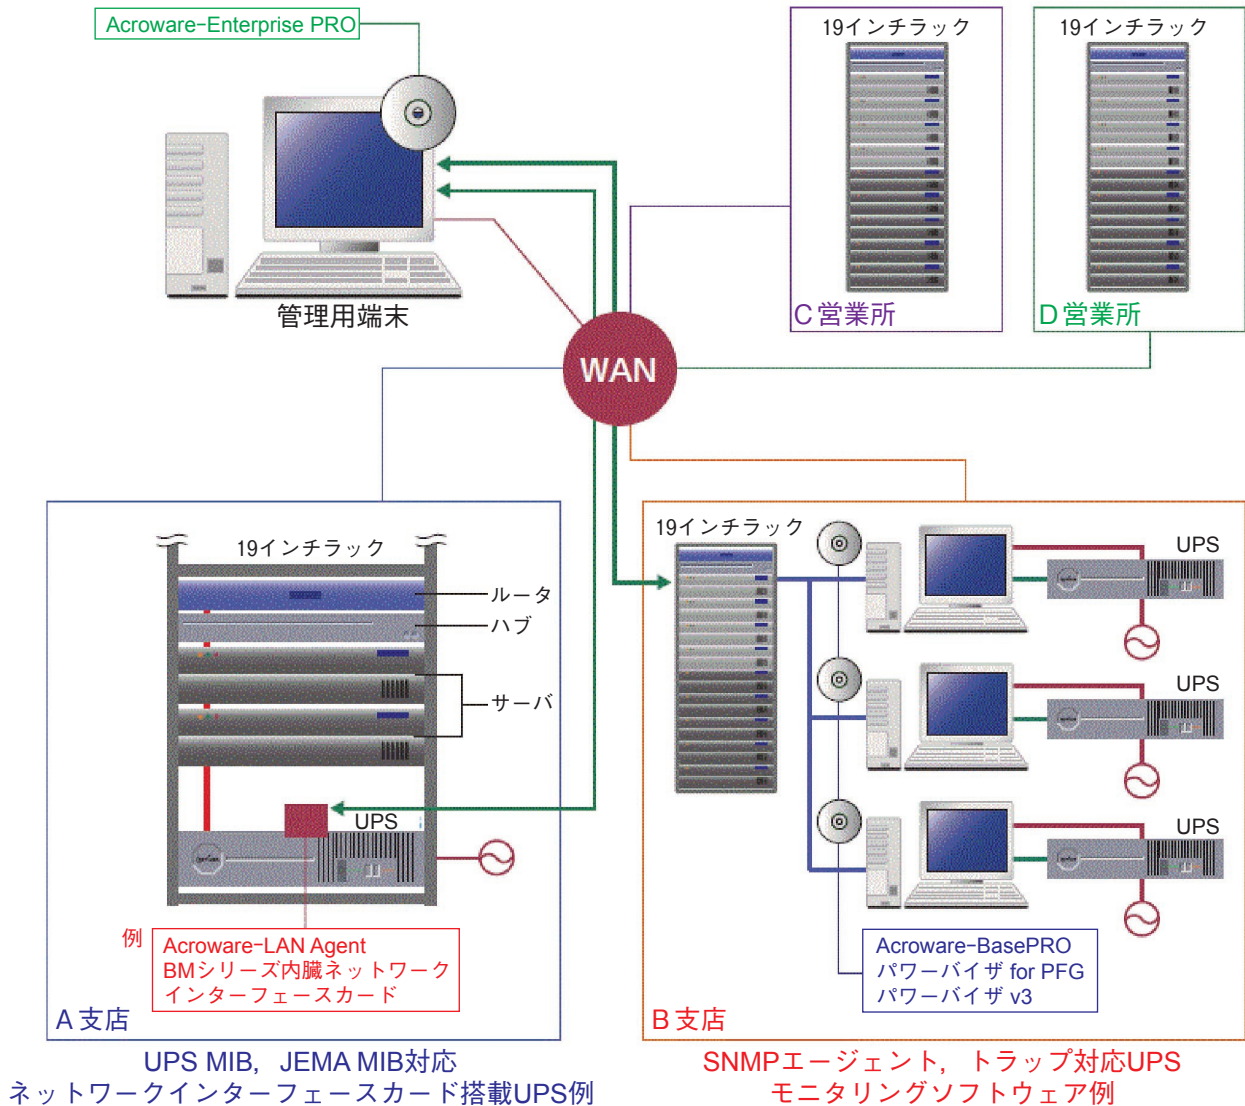 Acroware-Enterprise PRO
19インチラック
19インチラック
管理用端末
C営業所
D営業所
WAN
19インチラック
ルータ
ハブ
サーバ
UPS
例
Acroware-LAN Agent
BMシリーズ内臓ネットワーク
インターフェースカード
A支店
19インチラック
UPS
UPS
UPS
Acroware-BasePRO
パワーバイザ for PFG
パワーバイザ v3
B支店
UPS MIB，JEMA MIB対応
ネットワークインターフェースカード搭載UPS例
SNMPエージェント，トラップ対応UPS
モニタリングソフトウェア例